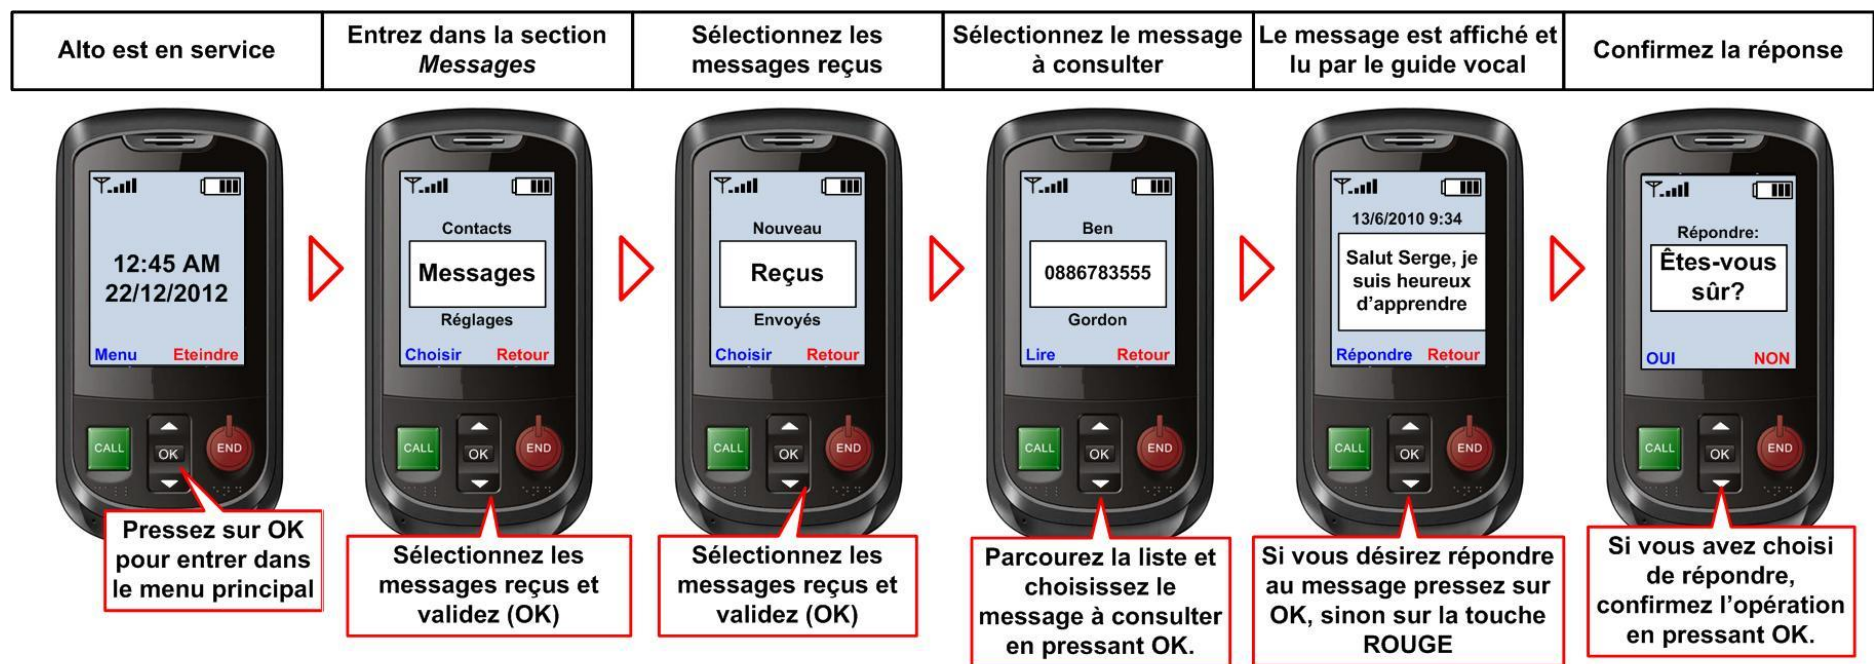 Alto est en service
Entrez dans la section
Messages
Sélectionnez les
messages reçus
Sélectionnez le message
à consulter
Le message est affiché et
lu par le guide vocal
Confirmez la réponse
12:45 AM
22/12/2012
Menu Eteindre
CALL OK END
Pressez sur OK
pour entrer dans
le menu principal
Contacts
Messages
Réglages
Choisir Retour
CALL OK END
Sélectionnez les
messages reçus et
validez (OK)
Nouveau
Reçus
Envoyés
Choisir Retour
CALL OK END
Sélectionnez les
messages reçus et
validez (OK)
Ben
0886783555
Gordon
Lire Retour
CALL OK END
Parcourez la liste et
choisissez le
message à consulter
en pressant OK.
13/6/2010 9:34
Salut Serge, je
suis heureux
d’apprendre
Répondre Retour
CALL OK END
Si vous désirez répondre
au message pressez sur
OK, sinon sur la touche
ROUGE
Répondre:
Êtes-vous
sûr?
OUI NON
CALL OK END
Si vous avez choisi
de répondre,
confirmez l’opération
en pressant OK.